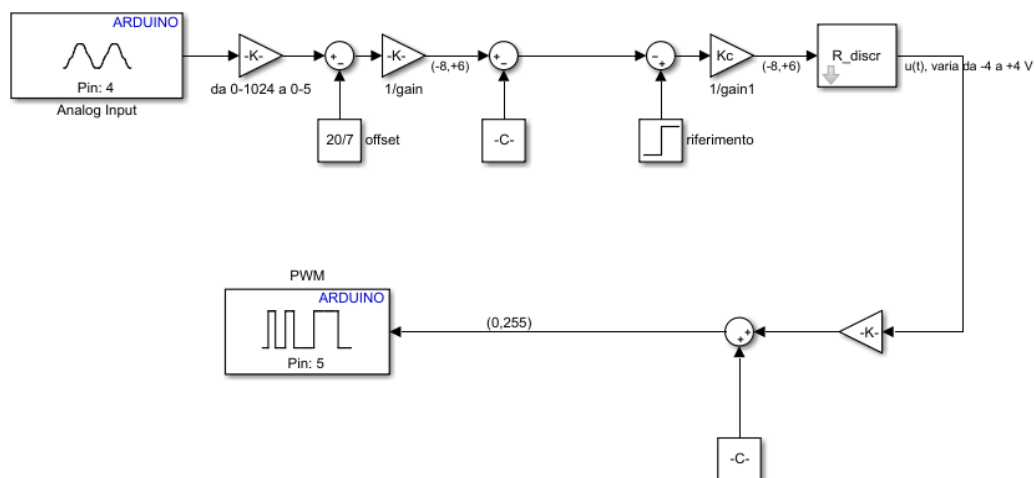 ARDUINO
Pin: 4
Analog Input
-K-
da 0-1024 a 0-5
+
−
20/7
offset
-K-
1/gain
(-8,+6)
+
−
-C-
−
+
riferimento
Kc
1/gain1
(-8,+6)
R_discr
u(t), varia da -4 a +4 V
PWM
ARDUINO
Pin: 5
(0,255)
+
+
-K-
-C-